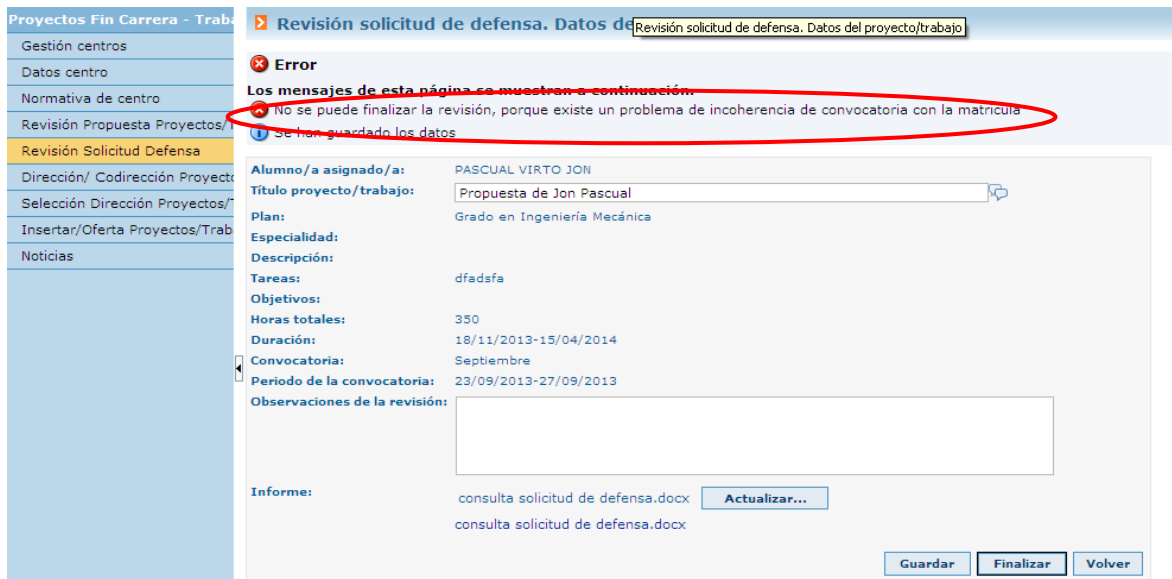 Proyectos Fin Carrera - Traba
Gestión centros
Datos centro
Normativa de centro
Revisión Propuesta Proyectos/T
Revisión Solicitud Defensa
Dirección/ Codirección Proyecto
Selección Dirección Proyectos/T
Insertar/Oferta Proyectos/Trab
Noticias
Revisión solicitud de defensa. Datos de
Revisión solicitud de defensa. Datos del proyecto/trabajo
Error
Los mensajes de esta página se muestran a continuación.
No se puede finalizar la revisión, porque existe un problema de incoherencia de convocatoria con la matrícula
Se han guardado los datos
Alumno/a asignado/a: PASCUAL VIRTO JON
Título proyecto/trabajo: Propuesta de Jon Pascual
Plan: Grado en Ingeniería Mecánica
Especialidad:
Descripción:
Tareas: dfadsfa
Objetivos:
Horas totales: 350
Duración: 18/11/2013-15/04/2014
Convocatoria: Septiembre
Periodo de la convocatoria: 23/09/2013-27/09/2013
Observaciones de la revisión:
Informe: consulta solicitud de defensa.docx Actualizar...
consulta solicitud de defensa.docx
Guardar Finalizar Volver